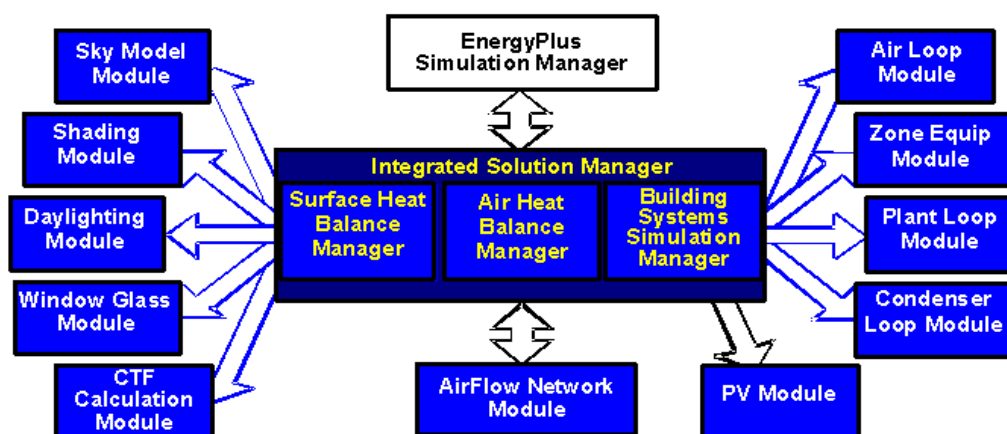 Sky Model
Module
Shading
Module
Daylighting
Module
Window Glass
Module
CTF
Calculation
Module
EnergyPlus
Simulation Manager
Integrated Solution Manager
Surface Heat
Balance
Manager
Air Heat
Balance
Manager
Building
Systems
Simulation
Manager
AirFlow Network
Module
PV Module
Air Loop
Module
Zone Equip
Module
Plant Loop
Module
Condenser
Loop Module